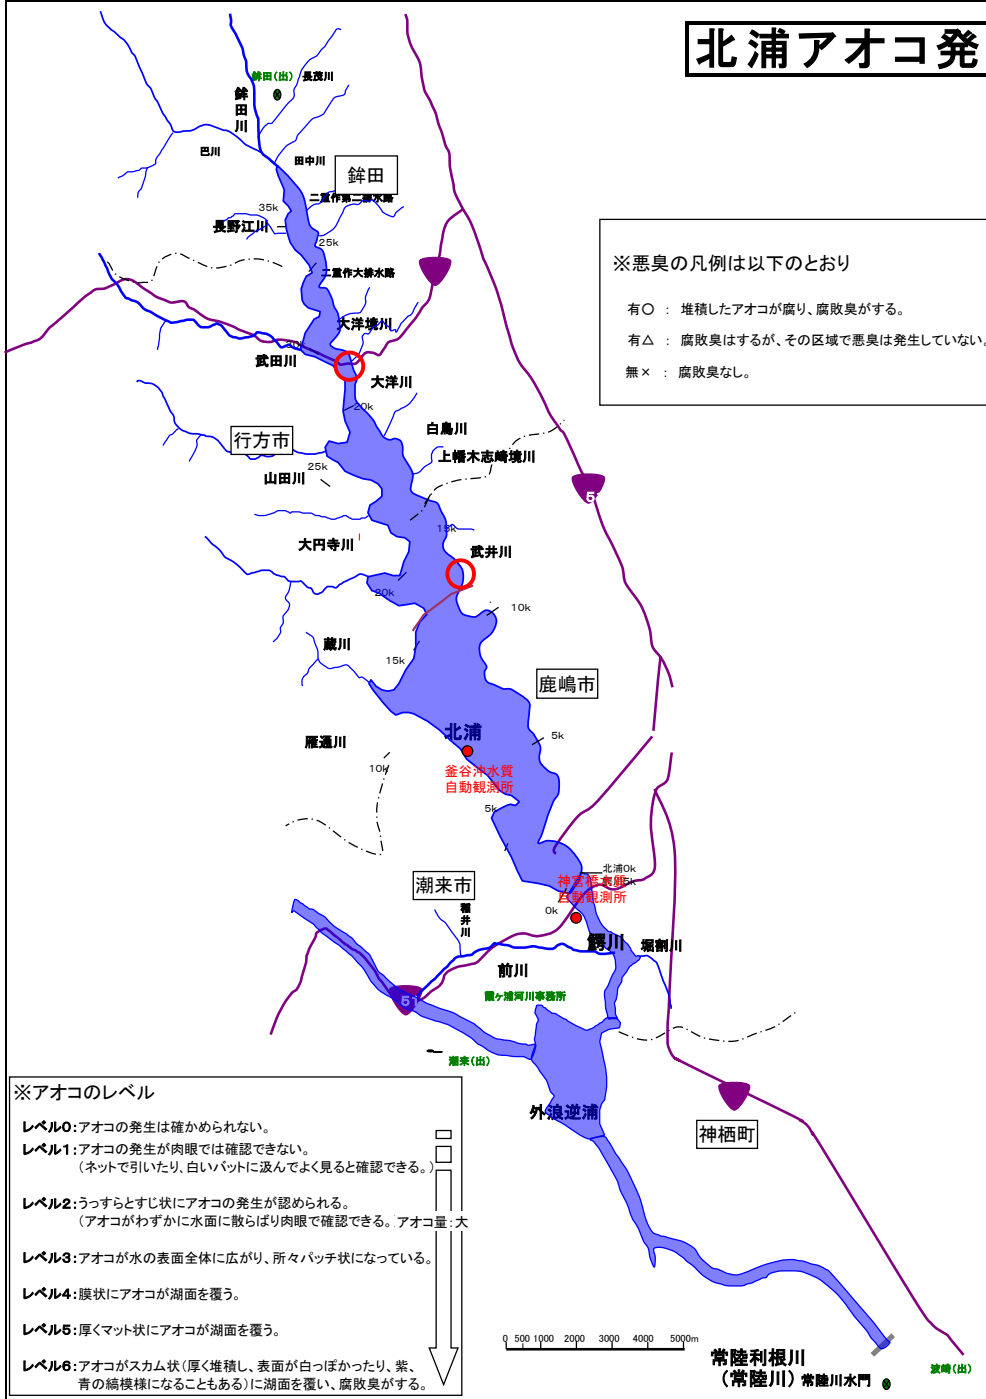 北浦アオコ発
鉾田(出)
長茂川
鉾田川
巴川
田中川
鉾田
二重作第二排水路
35k
長野江川
25k
二重作大排水路
※悪臭の凡例は以下のとおり
有〇 : 堆積したアオコが腐り、腐敗臭がする。
有△ : 腐敗臭はするが、その区域で悪臭は発生していない。
無× : 腐敗臭なし。
大洋境川
30k
武田川
大洋川
20k
白鳥川
行方市
上幡木志崎境川
25k
山田川
51
15k
大円寺川
武井川
20k
10k
蔵川
15k
鹿嶋市
北浦
雁通川
5k
10k
釜谷沖水質
自動観測所
5k
北浦0k
神宮橋水質
自動観測所
5k
潮来市
0k
稲井川
鰐川
堀割川
前川
霞ヶ浦河川事務所
51
潮来(出)
外浪逆浦
神栖町
※アオコのレベル
レベル0:アオコの発生は確かめられない。
レベル1:アオコの発生が肉眼では確認できない。
(ネットで引いたり、白いバットに汲んでよく見ると確認できる。)
レベル2:うっすらとすじ状にアオコの発生が認められる。
(アオコがわずかに水面に散らばり肉眼で確認できる。
アオコ量:大
レベル3:アオコが水の表面全体に広がり、所々パッチ状になっている。
レベル4:膜状にアオコが湖面を覆う。
レベル5:厚くマット状にアオコが湖面を覆う。
レベル6:アオコがスカム状(厚く堆積し、表面が白っぽかったり、紫、
青の縞模様になることもある)に湖面を覆い、腐敗臭がする。
0 500 1000 2000 3000 4000 5000m
常陸利根川
(常陸川) 常陸川水門
波崎(出)